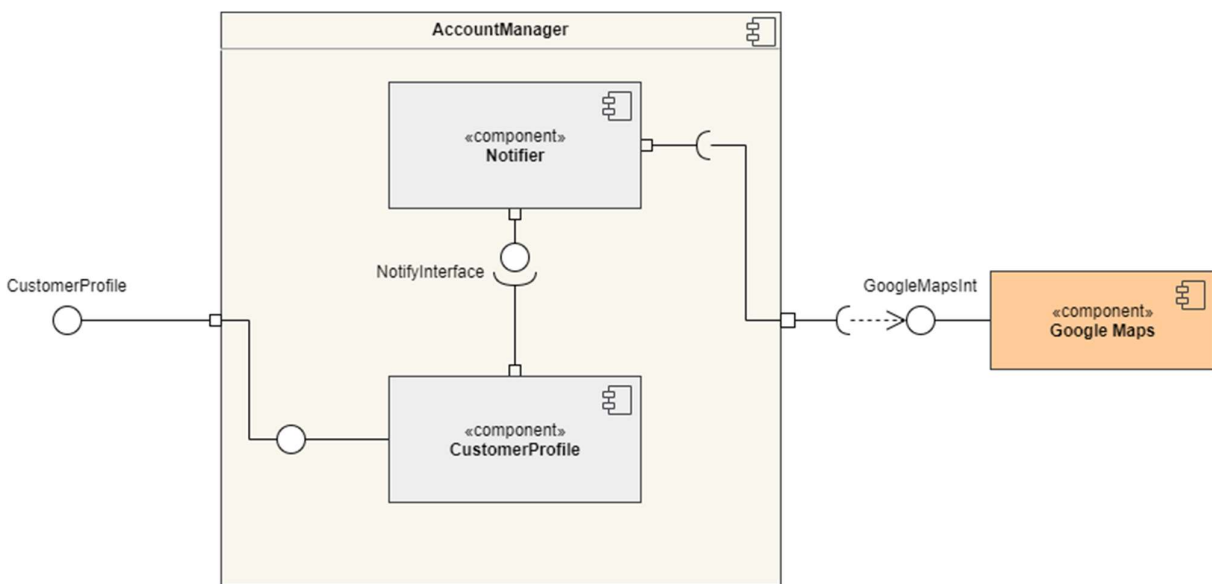 AccountManager
«component»
Notifier
NotifyInterface
CustomerProfile
GoogleMapsInt
«component»
Google Maps
«component»
CustomerProfile